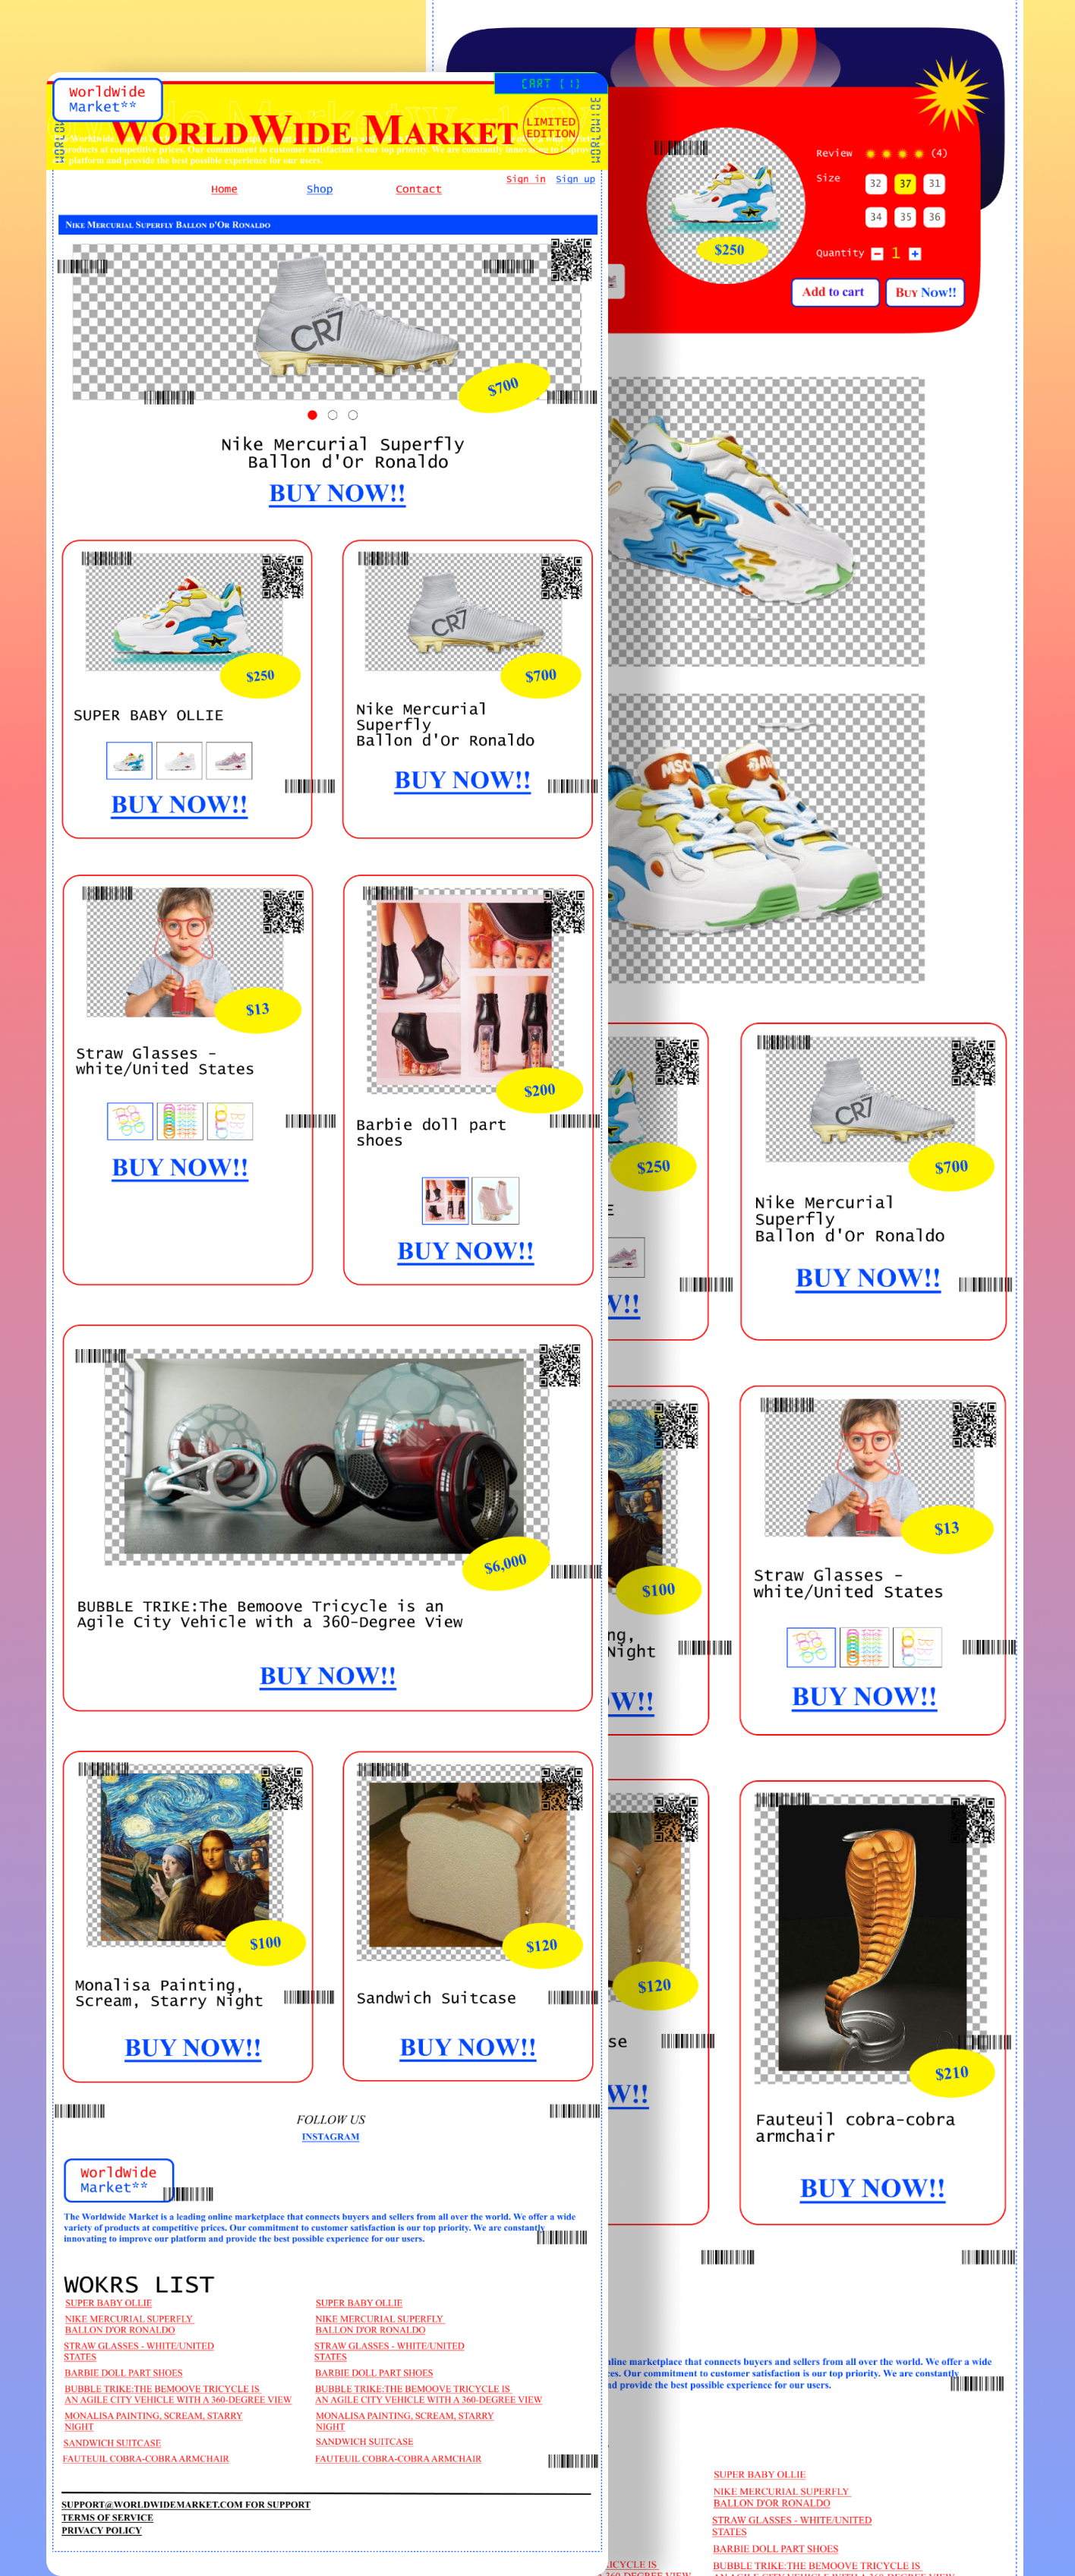 CART (1)
WorldWide
Market**
WORLDWIDE MARKET
LIMITED
EDITION
WORLDWIDE
products at competitive prices. Our commitment to customer satisfaction is our top priority. We are constantly innovating to improve
platform and provide the best possible experience for our users.
Sign in Sign up
Home Shop Contact
NIKE MERCURIAL SUPERFLY BALLON D'OR RONALDO
CR7
$700
Nike Mercurial Superfly
Ballon d'Or Ronaldo
BUY NOW!!
$250
SUPER BABY OLLIE
BUY NOW!!
CR7
$700
Nike Mercurial
Superfly
Ballon d'Or Ronaldo
BUY NOW!!
$13
Straw Glasses -
white/United States
BUY NOW!!
$200
Barbie doll part
shoes
BUY NOW!!
$6,000
BUBBLE TRIKE:The Bemoove Tricycle is an
Agile City Vehicle with a 360-Degree View
BUY NOW!!
$100
Monalisa Painting,
Scream, Starry Night
BUY NOW!!
$120
Sandwich Suitcase
BUY NOW!!
FOLLOW US
INSTAGRAM
WorldWide
Market**
The Worldwide Market is a leading online marketplace that connects buyers and sellers from all over the world. We offer a wide
variety of products at competitive prices. Our commitment to customer satisfaction is our top priority. We are constantly
innovating to improve our platform and provide the best possible experience for our users.
WOKRS LIST
SUPER BABY OLLIE
NIKE MERCURIAL SUPERFLY
BALLON D'OR RONALDO
STRAW GLASSES - WHITE/UNITED
STATES
BARBIE DOLL PART SHOES
BUBBLE TRIKE:THE BEMOOVE TRICYCLE IS
AN AGILE CITY VEHICLE WITH A 360-DEGREE VIEW
MONALISA PAINTING, SCREAM, STARRY
NIGHT
SANDWICH SUITCASE
FAUTEUIL COBRA-COBRA ARMCHAIR
SUPER BABY OLLIE
NIKE MERCURIAL SUPERFLY
BALLON D'OR RONALDO
STRAW GLASSES - WHITE/UNITED
STATES
BARBIE DOLL PART SHOES
BUBBLE TRIKE:THE BEMOOVE TRICYCLE IS
AN AGILE CITY VEHICLE WITH A 360-DEGREE VIEW
MONALISA PAINTING, SCREAM, STARRY
NIGHT
SANDWICH SUITCASE
FAUTEUIL COBRA-COBRA ARMCHAIR
SUPPORT@WORLDWIDEMARKET.COM FOR SUPPORT
TERMS OF SERVICE
PRIVACY POLICY
$250
Review (4)
Size 32 37 31
34 35 36
Quantity - 1 +
Add to cart BUY NOW!!
MSC BAB
$250
E
W!!
CR7
$700
Nike Mercurial
Superfly
Ballon d'Or Ronaldo
BUY NOW!!
$100
ng,
Night
W!!
$13
Straw Glasses -
white/United States
BUY NOW!!
$120
se
W!!
$210
Fauteuil cobra-cobra
armchair
BUY NOW!!
line marketplace that connects buyers and sellers from all over the world. We offer a wide
es. Our commitment to customer satisfaction is our top priority. We are constantly
d provide the best possible experience for our users.
SUPER BABY OLLIE
NIKE MERCURIAL SUPERFLY
BALLON D'OR RONALDO
STRAW GLASSES - WHITE/UNITED
STATES
BARBIE DOLL PART SHOES
ICYCLE IS
BUBBLE TRIKE:THE BEMOOVE TRICYCLE IS